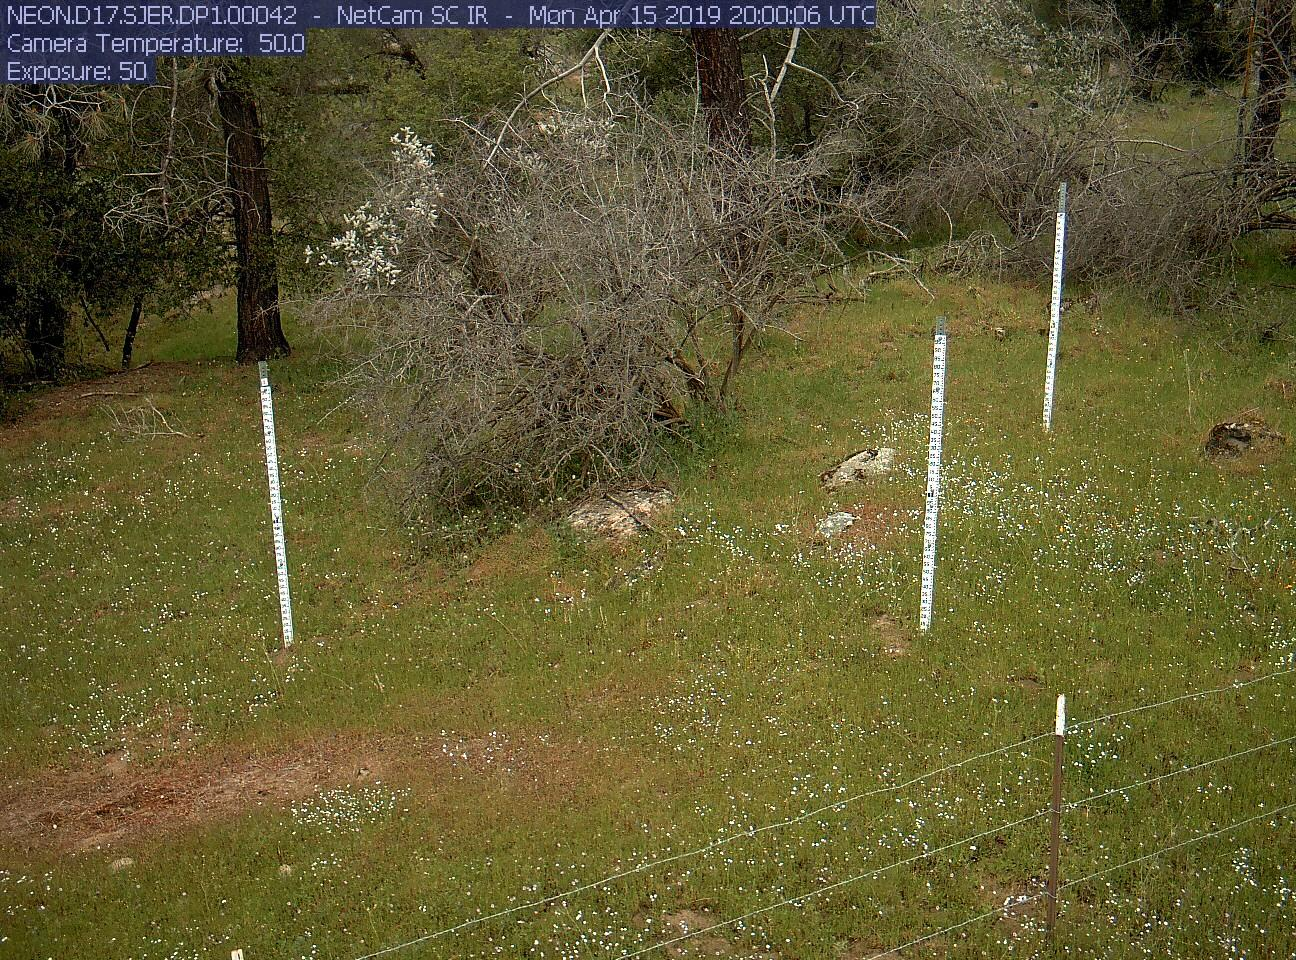 NEON.D17.SJER.DP1.00042 - NetCam SC IR - Mon Apr 15 2019 20:00:06 UTC
Camera Temperature: 50.0
Exposure: 50